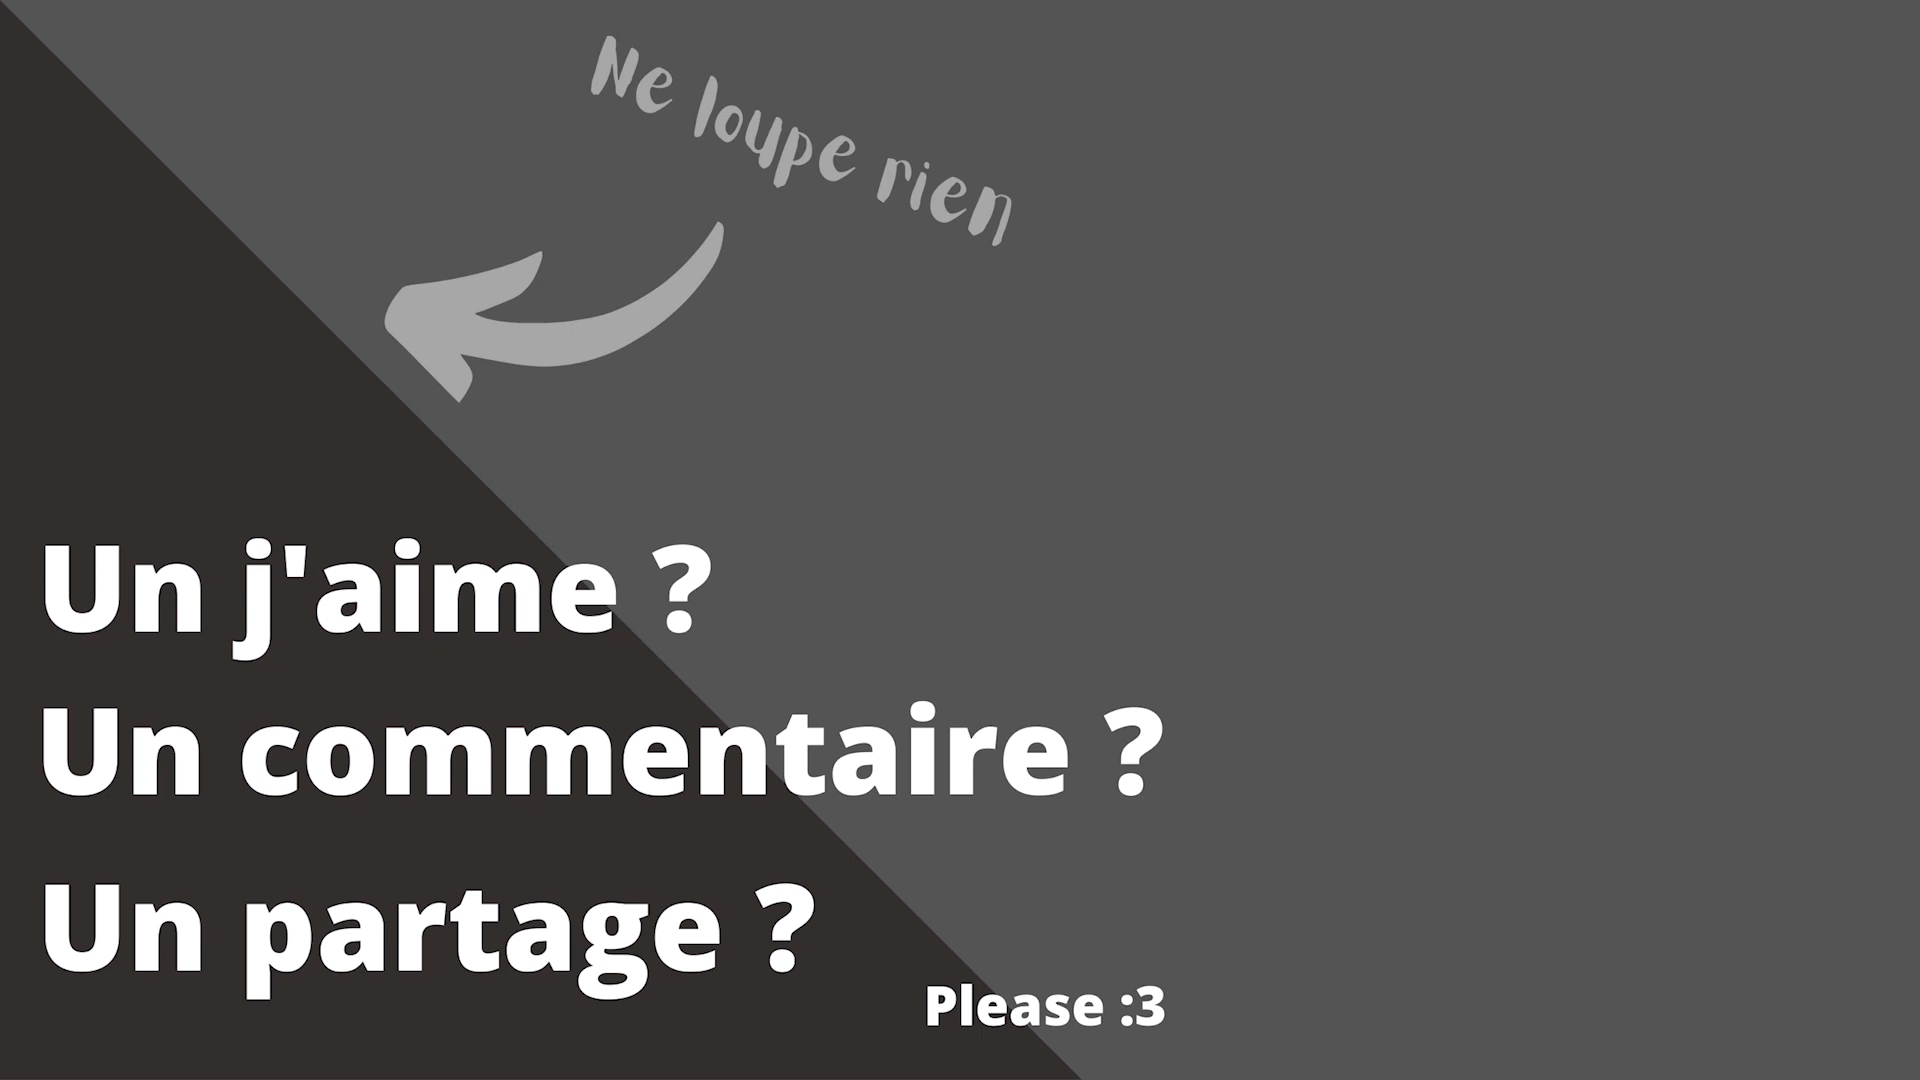 Ne loupe rien
Un j'aime ?
Un commentaire ?
Un partage ?
Please :3